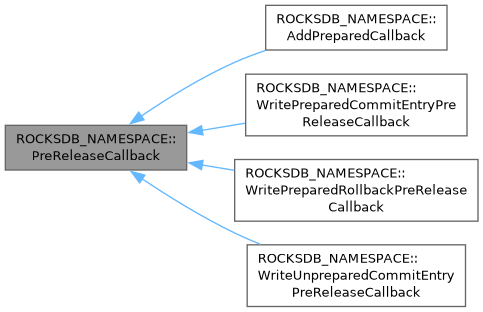 ROCKSDB_NAMESPACE::
AddPreparedCallback
ROCKSDB_NAMESPACE::
WritePreparedCommitEntryPre
ReleaseCallback
ROCKSDB_NAMESPACE::
PreReleaseCallback
ROCKSDB_NAMESPACE::
WritePreparedRollbackPreRelease
Callback
ROCKSDB_NAMESPACE::
WriteUnpreparedCommitEntry
PreReleaseCallback